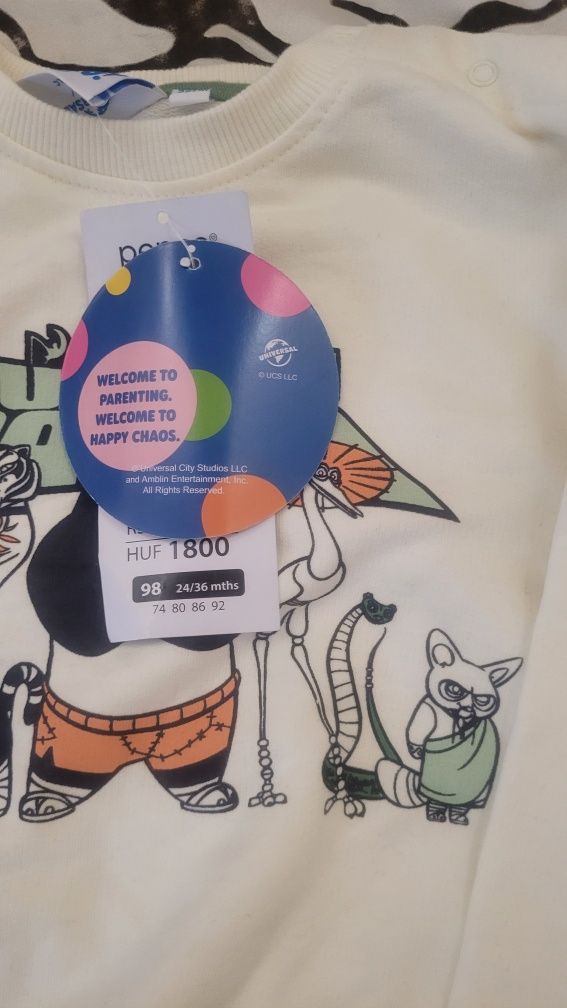 WELCOME TO
PARENTING.
WELCOME TO
HAPPY CHAOS.
UNIVERSAL
© UCS LLC
© Universal City Studios LLC
and Amblin Entertainment, Inc.
All Rights Reserved.
HUF 1800
98 24/36 mths
74 80 86 92